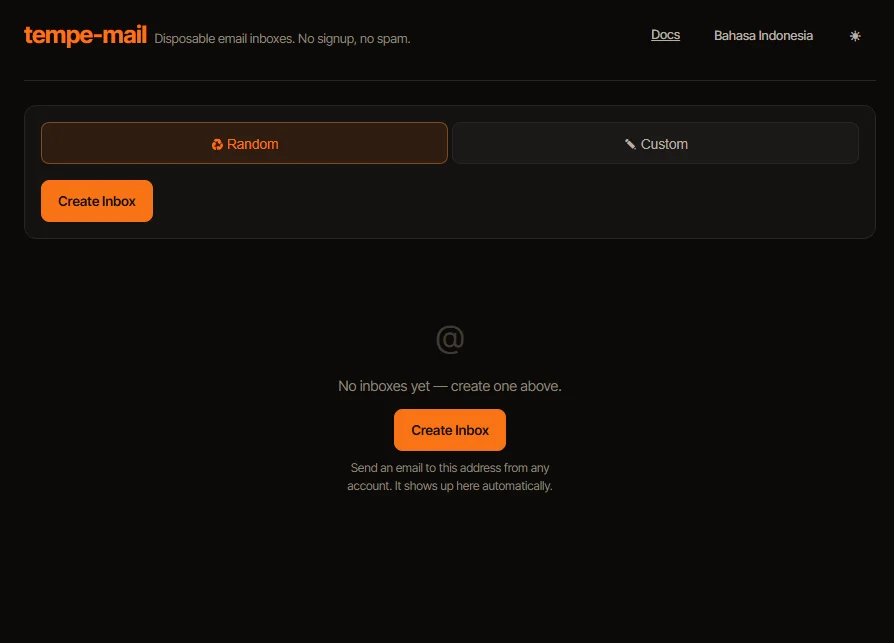 tempe-mail Disposable email inboxes. No signup, no spam. Docs Bahasa Indonesia
Random Custom
Create Inbox
@
No inboxes yet — create one above.
Create Inbox
Send an email to this address from any
account. It shows up here automatically.